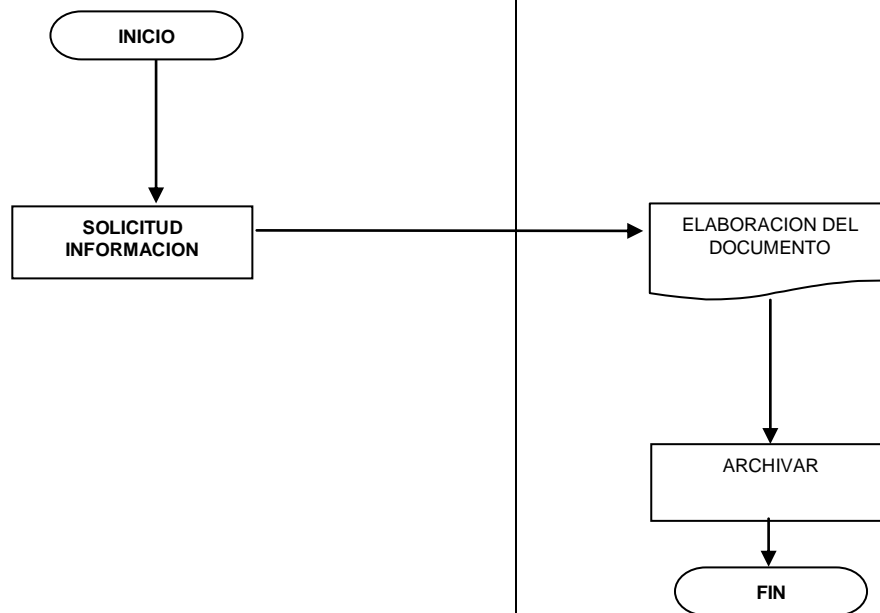 INICIO
SOLICITUD
INFORMACION
ELABORACION DEL
DOCUMENTO
ARCHIVAR
FIN